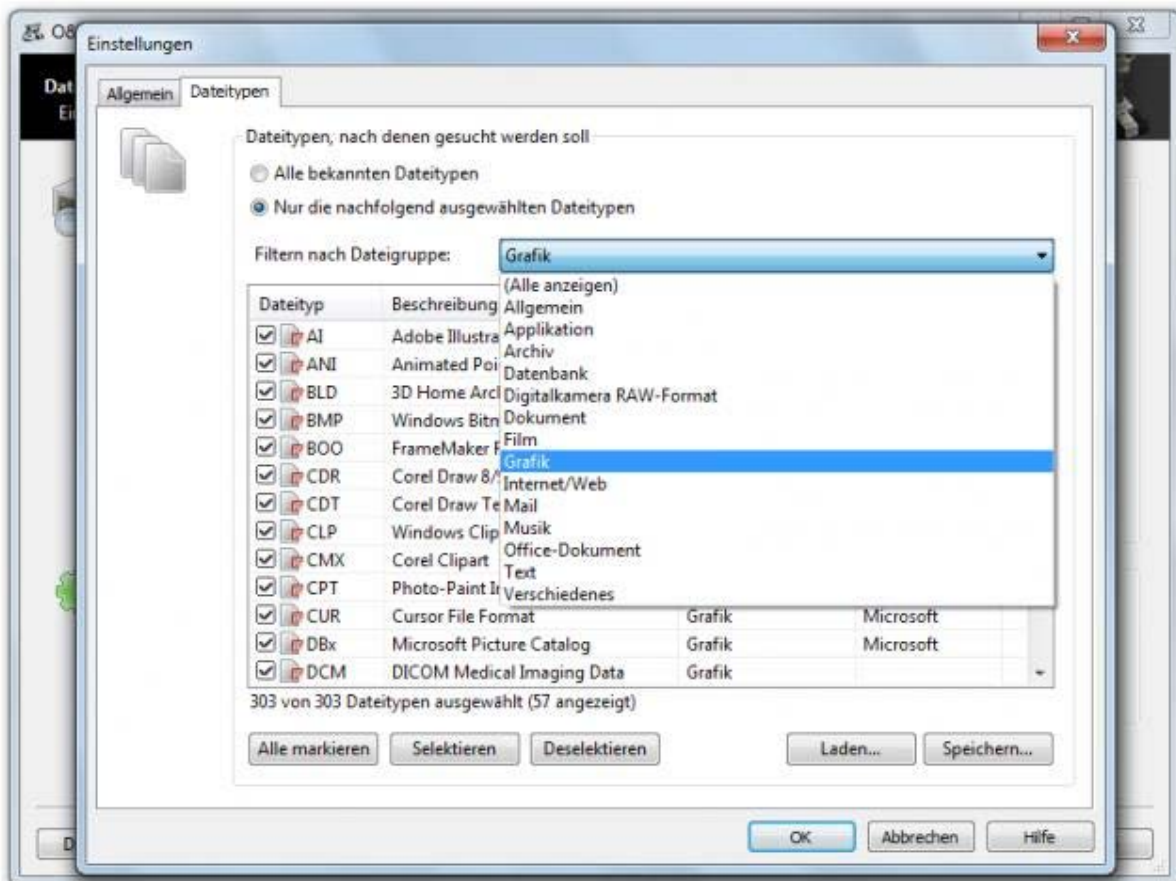 O&
Einstellungen
Dat
Ei
Allgemein
Dateitypen
Dateitypen, nach denen gesucht werden soll
Alle bekannten Dateitypen
Nur die nachfolgend ausgewählten Dateitypen
Filtern nach Dateigruppe:
Grafik
(Alle anzeigen)
Allgemein
Applikation
Archiv
Datenbank
Digitalkamera RAW-Format
Dokument
Film
Grafik
Internet/Web
Mail
Musik
Office-Dokument
Text
Verschiedenes
Dateityp Beschreibung
AI Adobe Illustra
ANI Animated Poi
BLD 3D Home Arc
BMP Windows Bitn
BOO FrameMaker
CDR Corel Draw 8/
CDT Corel Draw Te
CLP Windows Clip
CMX Corel Clipart
CPT Photo-Paint I
CUR Cursor File Format Grafik Microsoft
DBx Microsoft Picture Catalog Grafik Microsoft
DCM DICOM Medical Imaging Data Grafik
303 von 303 Dateitypen ausgewählt (57 angezeigt)
Alle markieren Selektieren Deselektieren Laden... Speichern...
OK Abbrechen Hilfe
D